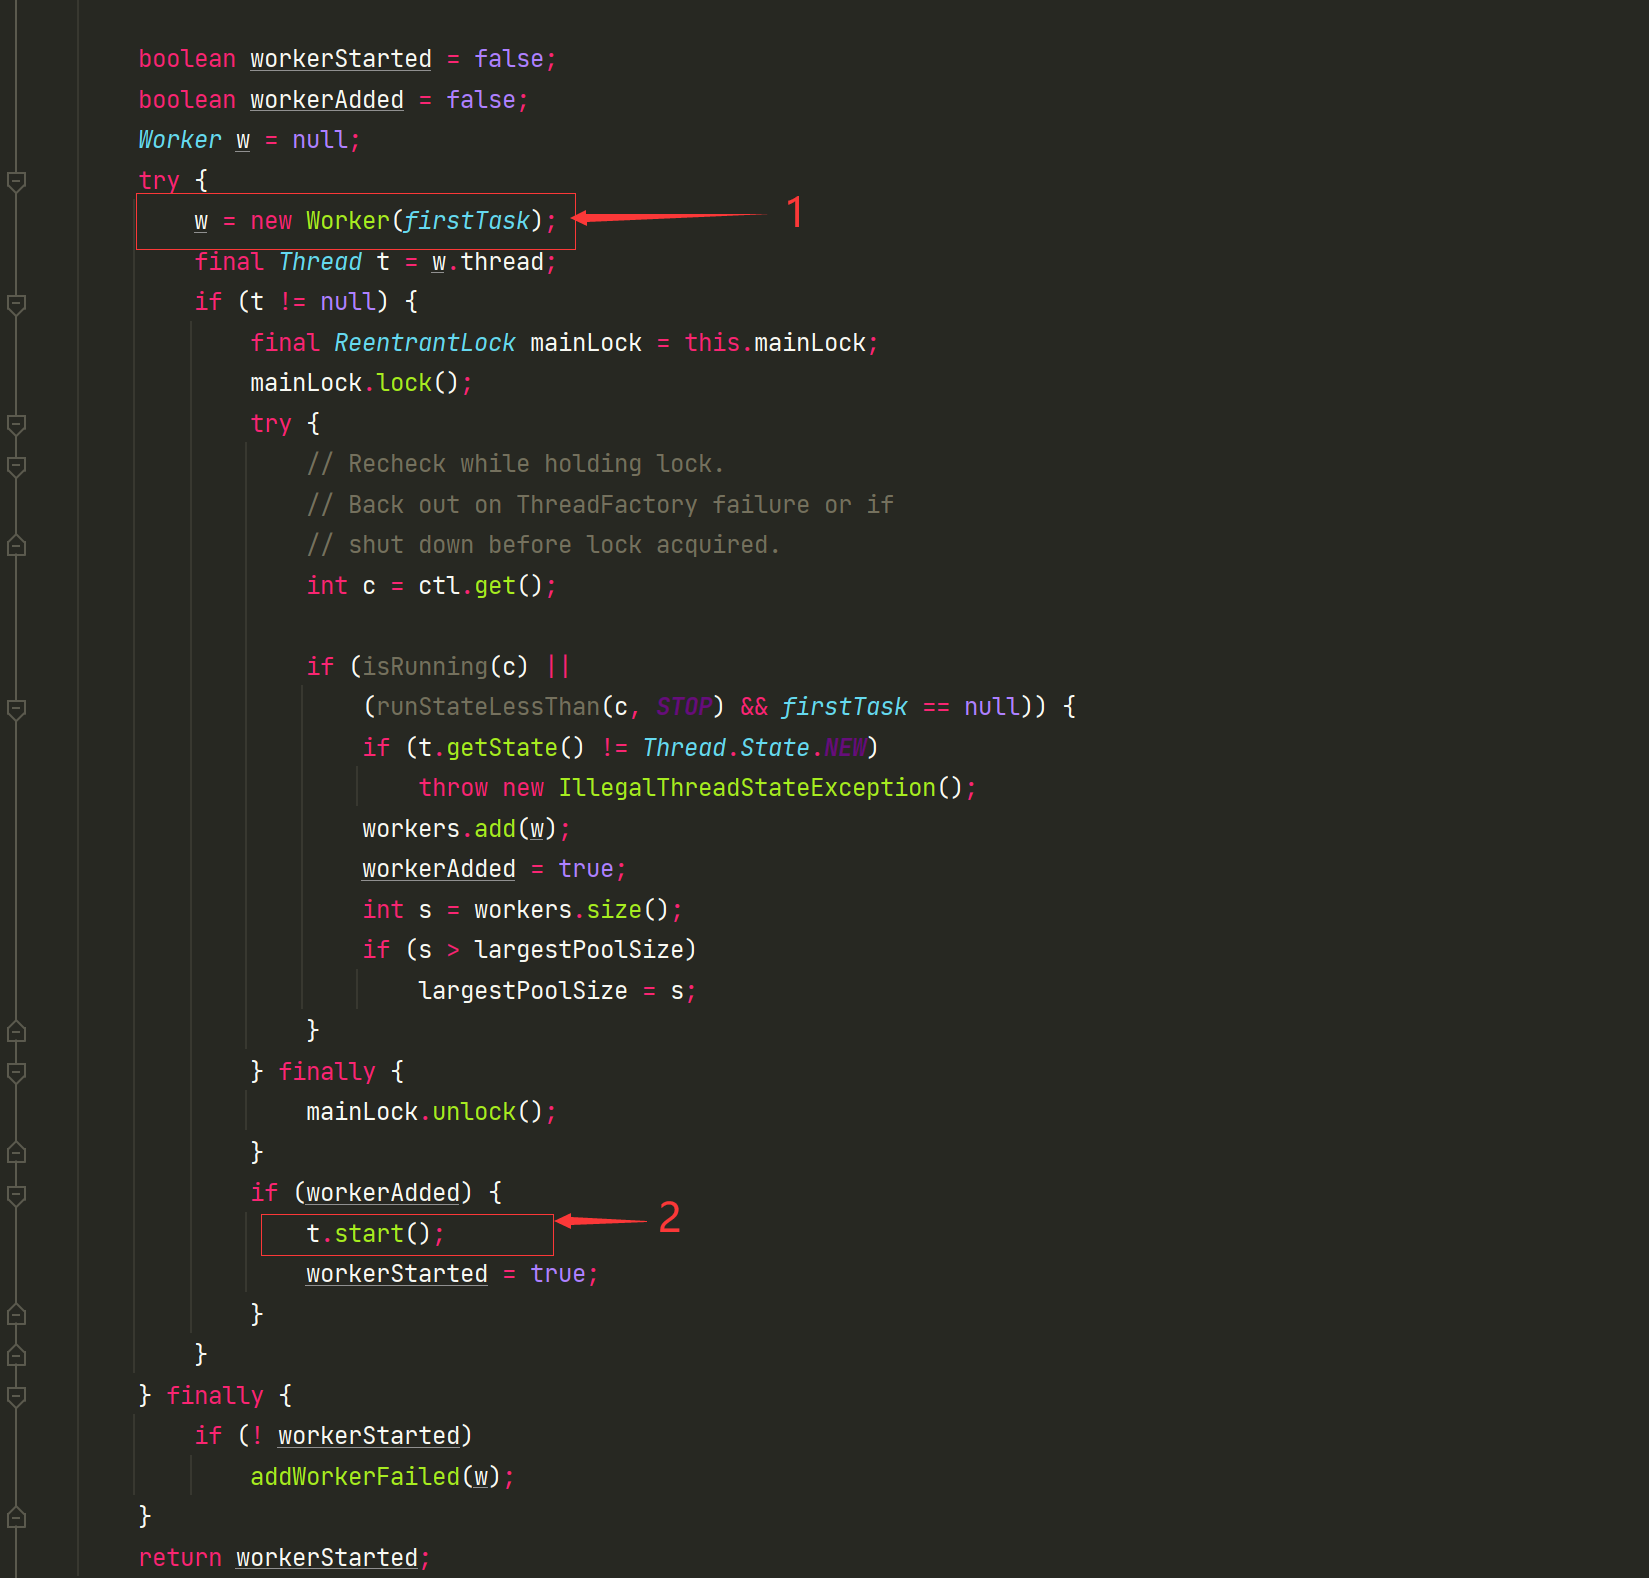 boolean workerStarted = false;
boolean workerAdded = false;
Worker w = null;
try {
w = new Worker(firstTask);
1
final Thread t = w.thread;
if (t != null) {
final ReentrantLock mainLock = this.mainLock;
mainLock.lock();
try {
// Recheck while holding lock.
// Back out on ThreadFactory failure or if
// shut down before lock acquired.
int c = ctl.get();
if (isRunning(c) ||
(runStateLessThan(c, STOP) && firstTask == null)) {
if (t.getState() != Thread.State.NEW)
throw new IllegalThreadStateException();
workers.add(w);
workerAdded = true;
int s = workers.size();
if (s > largestPoolSize)
largestPoolSize = s;
}
} finally {
mainLock.unlock();
}
if (workerAdded) {
t.start();
2
workerStarted = true;
}
}
} finally {
if (! workerStarted)
addWorkerFailed(w);
}
return workerStarted;